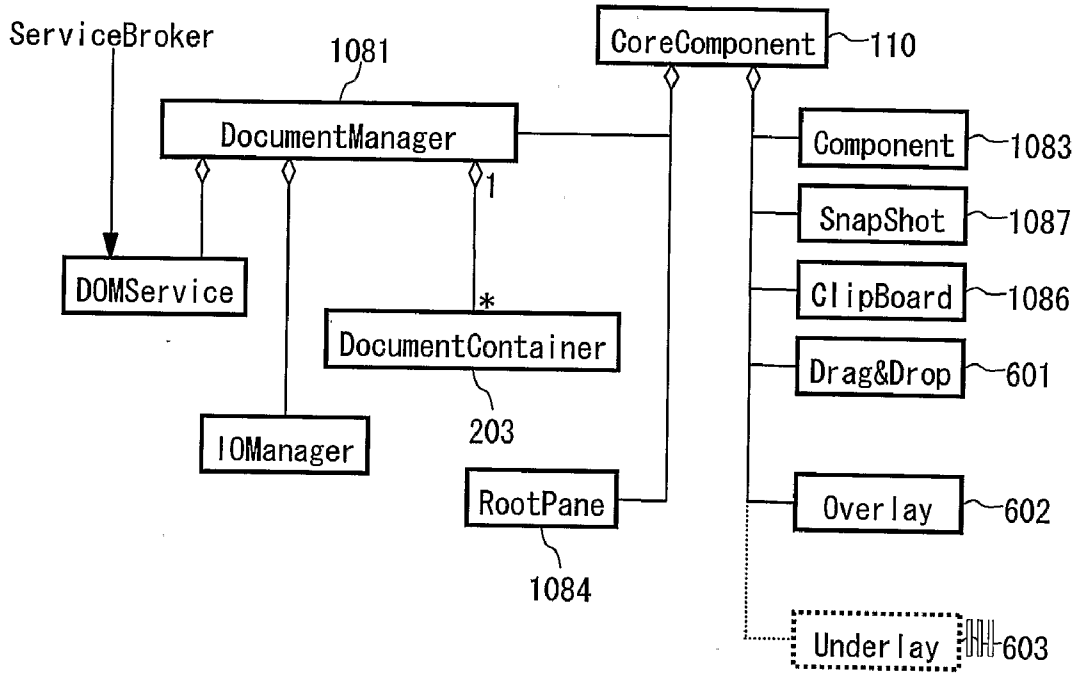 ServiceBroker
CoreComponent
110
1081
DocumentManager
Component
1083
1
SnapShot
1087
DOMService
ClipBoard
1086
*
DocumentContainer
Drag&Drop
601
203
IOManager
RootPane
Overlay
602
1084
Underlay
603